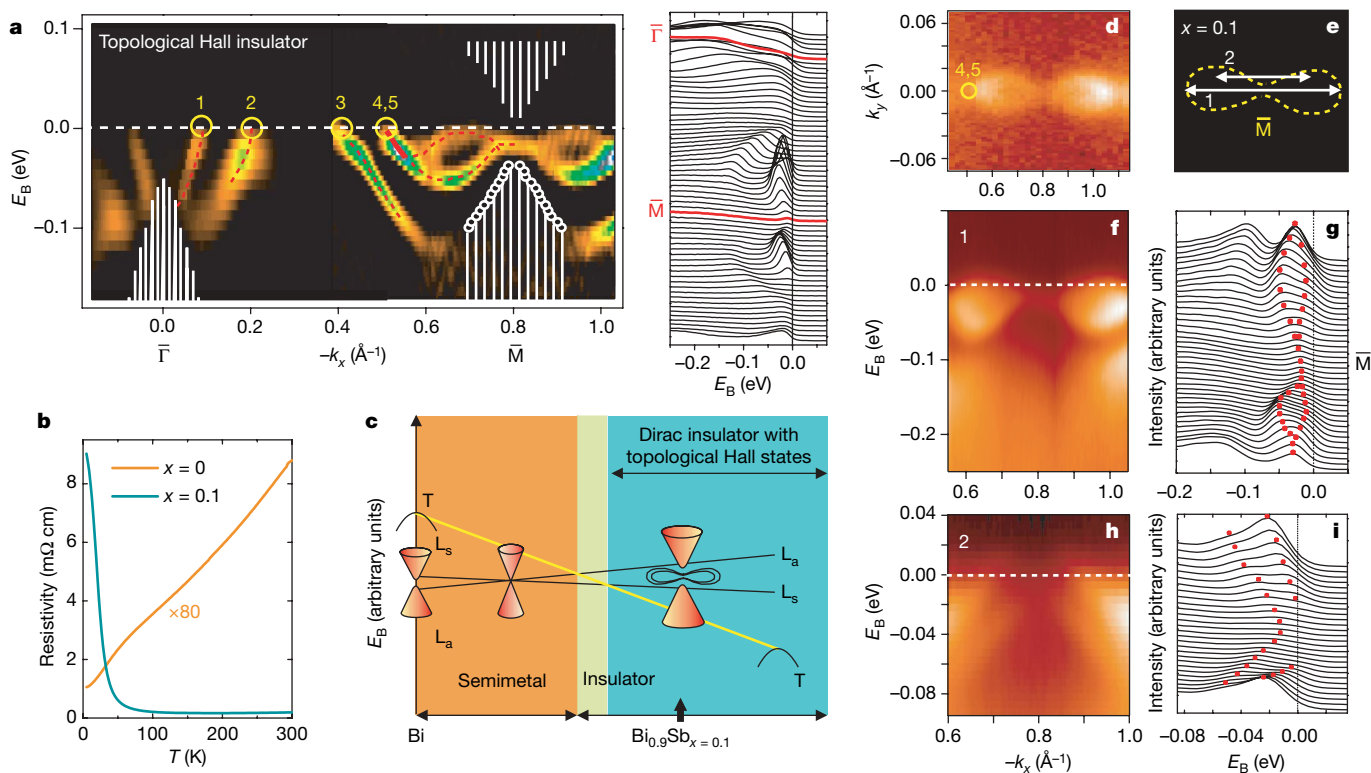 a
Topological Hall insulator
0.1
0.0
−0.1
E_B (eV)
1
2
3
4,5
0.0
0.2
0.4
0.6
0.8
1.0
Γ̅
−k_x (Å⁻¹)
M̅
Γ̅
M̅
−0.2
−0.1
0.0
E_B (eV)
b
x = 0
x = 0.1
×80
8
6
4
2
0
Resistivity (mΩ cm)
0
100
200
300
T (K)
c
Dirac insulator with
topological Hall states
T
L_s
L_a
L_a
L_s
T
E_B (arbitrary units)
Semimetal
Insulator
Bi
Bi₀.₉Sbₓ ₌ ₀.₁
d
4,5
0.06
0.00
−0.06
k_y (Å⁻¹)
0.6
0.8
1.0
e
x = 0.1
2
1
M̅
f
1
0.0
−0.1
−0.2
E_B (eV)
0.6
0.8
1.0
g
Intensity (arbitrary units)
M̅
−0.2
−0.1
0.0
h
2
0.04
0.00
−0.04
−0.08
E_B (eV)
0.6
0.8
1.0
−k_x (Å⁻¹)
i
Intensity (arbitrary units)
−0.08
−0.04
0.00
E_B (eV)